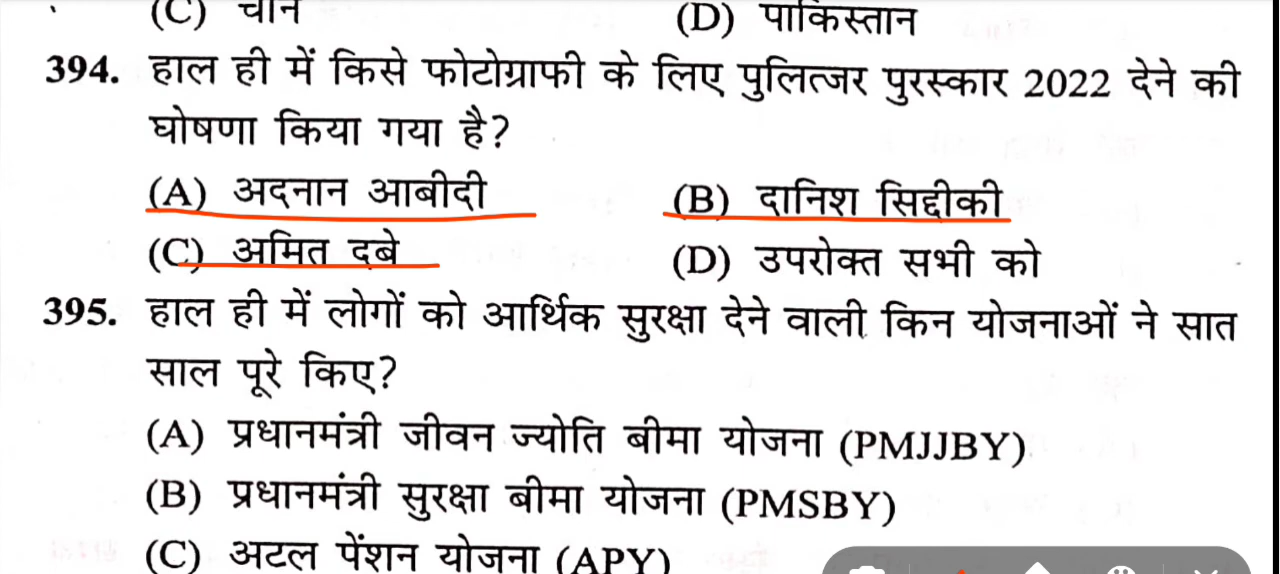 (C) चीन (D) पाकिस्तान
394. हाल ही में किसे फोटोग्राफी के लिए पुलित्जर पुरस्कार 2022 देने की
घोषणा किया गया है?
(A) अदनान आबीदी (B) दानिश सिद्दीकी
(C) अमित दबे (D) उपरोक्त सभी को
395. हाल ही में लोगों को आर्थिक सुरक्षा देने वाली किन योजनाओं ने सात
साल पूरे किए?
(A) प्रधानमंत्री जीवन ज्योति बीमा योजना (PMJJBY)
(B) प्रधानमंत्री सुरक्षा बीमा योजना (PMSBY)
(C) अटल पेंशन योजना (APY)